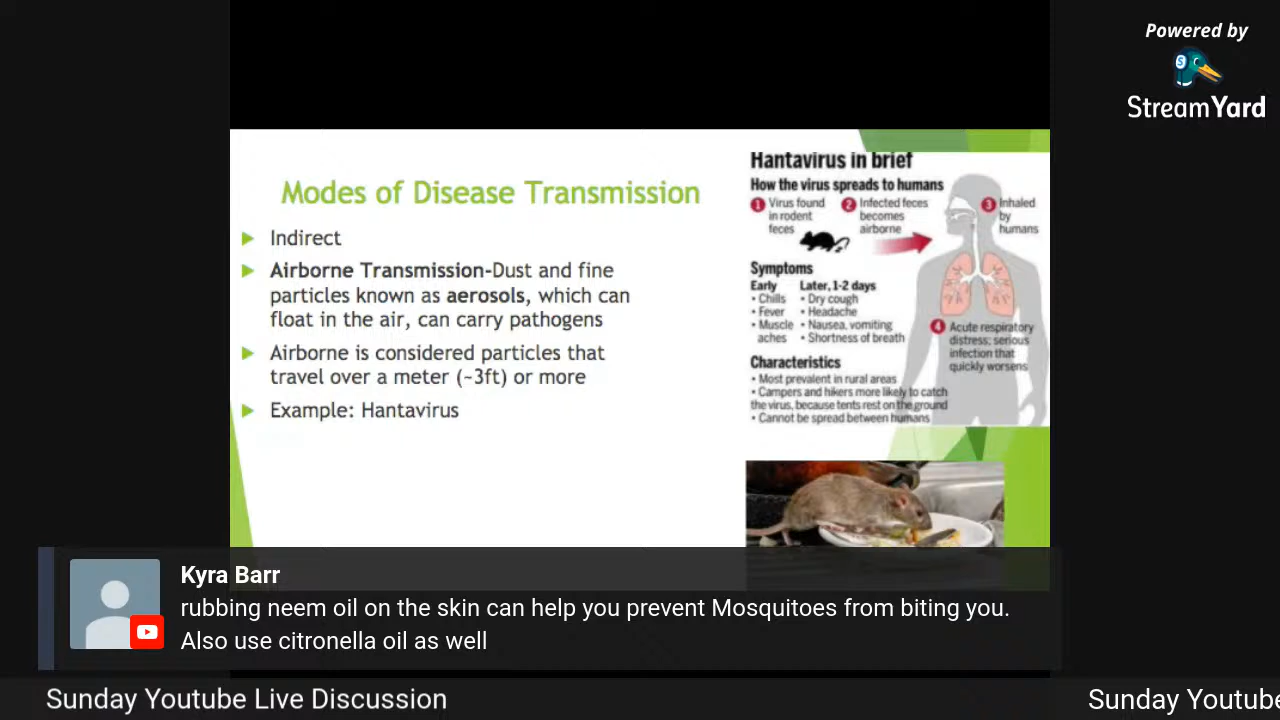 Powered by
StreamYard
Modes of Disease Transmission
Indirect
Airborne Transmission-Dust and fine
particles known as aerosols, which can
float in the air, can carry pathogens
Airborne is considered particles that
travel over a meter (~3ft) or more
Example: Hantavirus
Hantavirus in brief
How the virus spreads to humans
1 Virus found
in rodent
feces
2 Infected feces
becomes
airborne
3 Inhaled
by
humans
Symptoms
Early
• Chills
• Fever
• Muscle
aches
Later, 1-2 days
• Dry cough
• Headache
• Nausea, vomiting
• Shortness of breath
4 Acute respiratory
distress; serious
infection that
quickly worsens
Characteristics
• Most prevalent in rural areas
• Campers and hikers more likely to catch
the virus, because tents rest on the ground
• Cannot be spread between humans
Kyra Barr
rubbing neem oil on the skin can help you prevent Mosquitoes from biting you.
Also use citronella oil as well
Sunday Youtube Live Discussion
Sunday Youtube